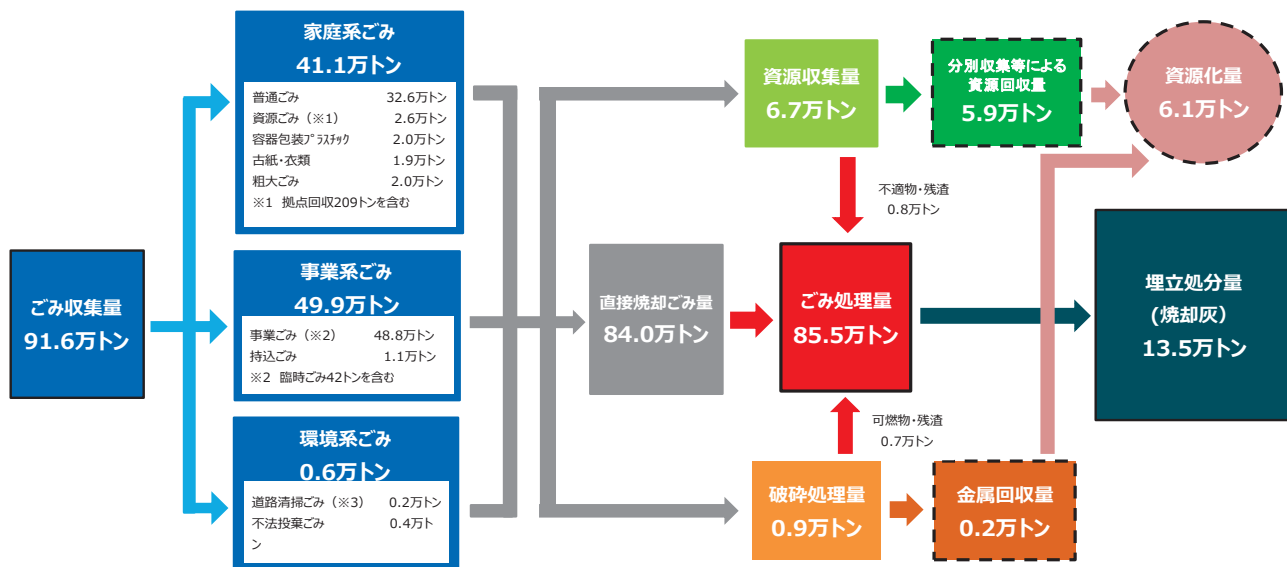 ごみ収集量
91.6万トン
家庭系ごみ
41.1万トン
普通ごみ 32.6万トン
資源ごみ（※1） 2.6万トン
容器包装プラスチック 2.0万トン
古紙・衣類 1.9万トン
粗大ごみ 2.0万トン
※1 拠点回収209トンを含む
事業系ごみ
49.9万トン
事業ごみ（※2） 48.8万トン
持込ごみ 1.1万トン
※2 臨時ごみ42トンを含む
環境系ごみ
0.6万トン
道路清掃ごみ（※3） 0.2万トン
不法投棄ごみ 0.4万ト
ン
資源収集量
6.7万トン
分別収集等による
資源回収量
5.9万トン
資源化量
6.1万トン
不適物・残渣
0.8万トン
直接焼却ごみ量
84.0万トン
ごみ処理量
85.5万トン
埋立処分量
(焼却灰）
13.5万トン
可燃物・残渣
0.7万トン
破砕処理量
0.9万トン
金属回収量
0.2万トン